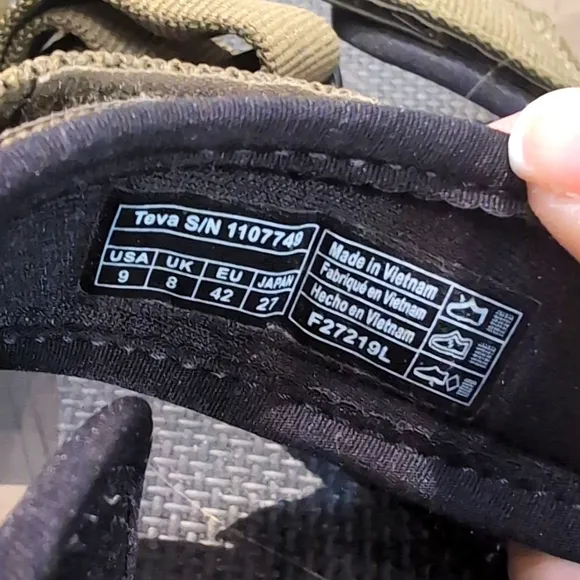 Teva S/N 1107749
USA UK EU JAPAN
9 8 42 27
Made in Vietnam
Fabriqué en Vietnam
Hecho en Vietnam
F27219L